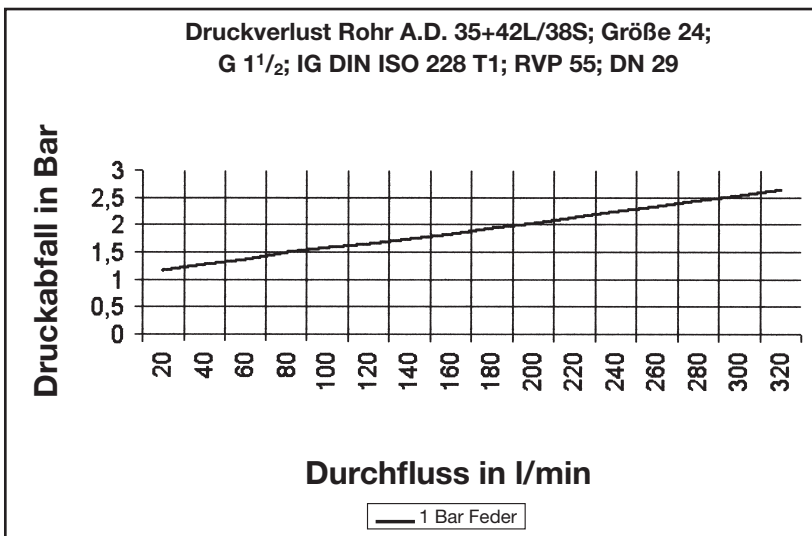 Druckverlust Rohr A.D. 35+42L/38S; Größe 24;
G 1¹/₂; IG DIN ISO 228 T1; RVP 55; DN 29
Druckabfall in Bar
3
2,5
2
1,5
1
0,5
0
20 40 60 80 100 120 140 160 180 200 220 240 260 280 300 320
Durchfluss in l/min
1 Bar Feder